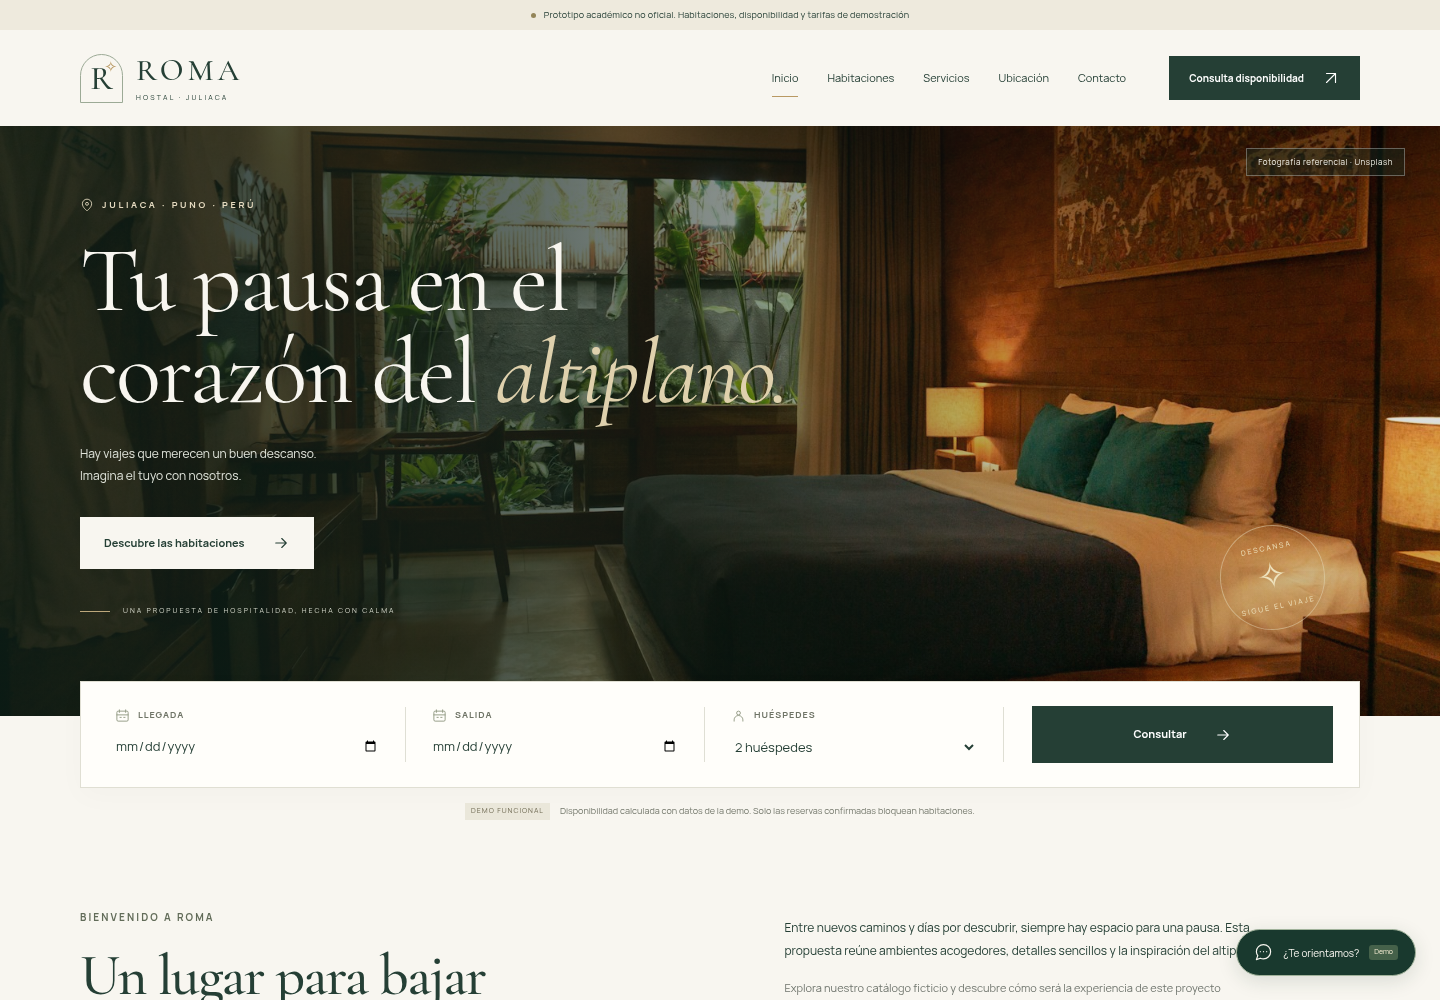 Prototipo académico no oficial. Habitaciones, disponibilidad y tarifas de demostración
R
ROMA
HOSTAL · JULIACA
Inicio
Habitaciones
Servicios
Ubicación
Contacto
Consulta disponibilidad
Fotografía referencial · Unsplash
JULIACA · PUNO · PERÚ
Tu pausa en el
corazón del altiplano.
Hay viajes que merecen un buen descanso.
Imagina el tuyo con nosotros.
Descubre las habitaciones
DESCANSA
SIGUE EL VIAJE
UNA PROPUESTA DE HOSPITALIDAD, HECHA CON CALMA
LLEGADA
mm/dd/yyyy
SALIDA
mm/dd/yyyy
HUÉSPEDES
2 huéspedes
Consultar
DEMO FUNCIONAL
Disponibilidad calculada con datos de la demo. Solo las reservas confirmadas bloquean habitaciones.
BIENVENIDO A ROMA
Un lugar para bajar
Entre nuevos caminos y días por descubrir, siempre hay espacio para una pausa. Esta
propuesta reúne ambientes acogedores, detalles sencillos y la inspiración del
Explora nuestro catálogo ficticio y descubre cómo será la experiencia de este proyecto
¿Te orientamos?
Demo